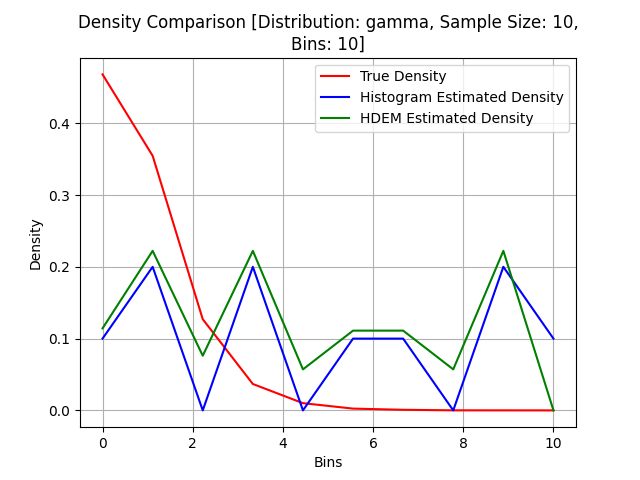 Density Comparison [Distribution: gamma, Sample Size: 10,
Bins: 10]
True Density
Histogram Estimated Density
HDEM Estimated Density
Density
0.4
0.3
0.2
0.1
0.0
0 2 4 6 8 10
Bins